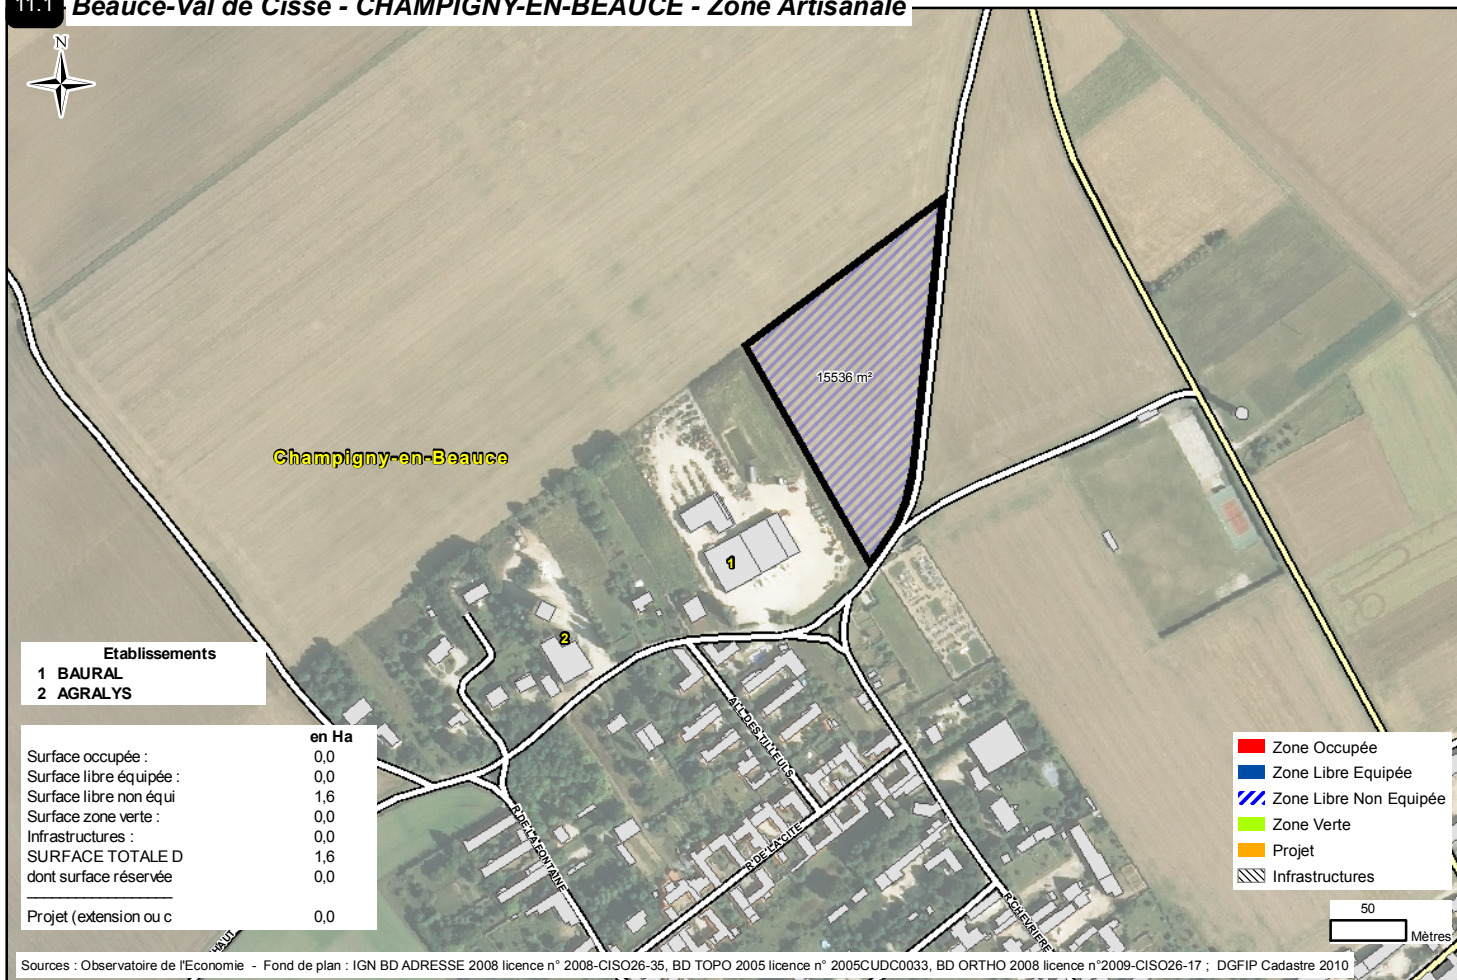 11.1 Beauce-Val de Cisse - CHAMPIGNY-EN-BEAUCE - Zone Artisanale
N
15536 m²
Champigny-en-Beauce
1
2
Etablissements
1 BAURAL
2 AGRALYS
en Ha
Surface occupée : 0,0
Surface libre équipée : 0,0
Surface libre non équi 1,6
Surface zone verte : 0,0
Infrastructures : 0,0
SURFACE TOTALE D 1,6
dont surface réservée 0,0
Projet (extension ou c 0,0
ALL DES TILLEULS
R DE LA CITE
R DE LA FONTAINE
R CHEVRIERE
HAUT
Zone Occupée
Zone Libre Equipée
Zone Libre Non Equipée
Zone Verte
Projet
Infrastructures
50
Mètres
Sources : Observatoire de l'Economie - Fond de plan : IGN BD ADRESSE 2008 licence n° 2008-CISO26-35, BD TOPO 2005 licence n° 2005CUDC0033, BD ORTHO 2008 licence n°2009-CISO26-17 ; DGFIP Cadastre 2010